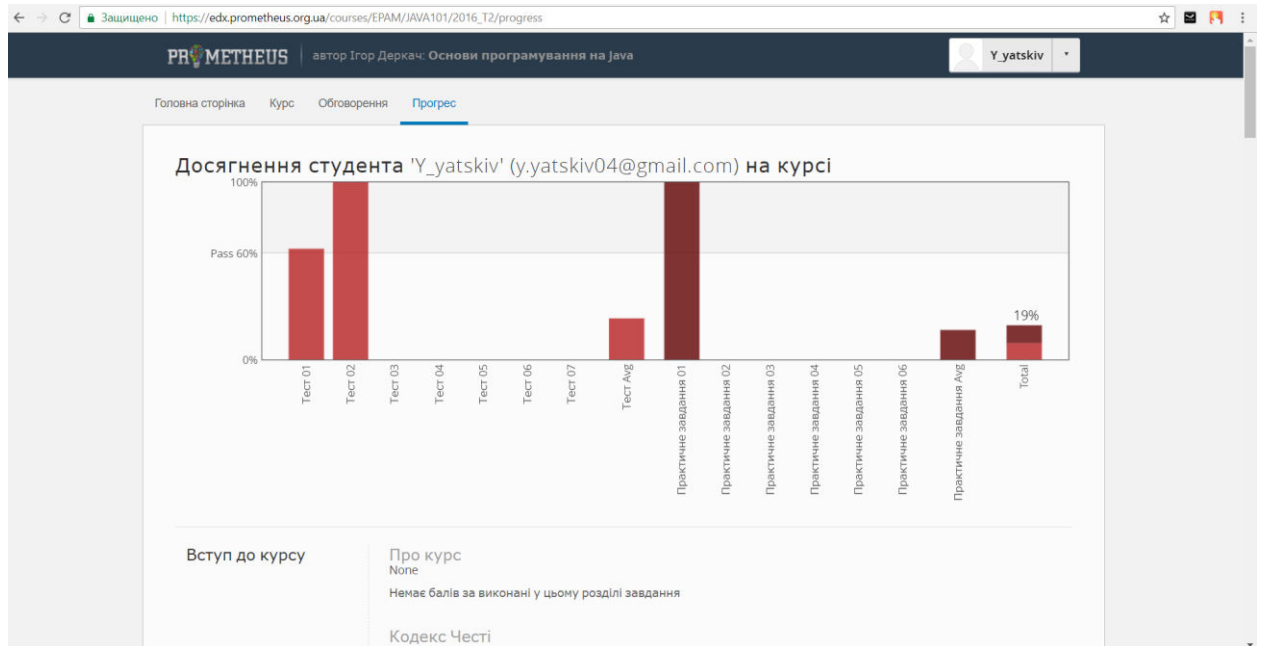 Защищено | https://edx.prometheus.org.ua/courses/EPAM/JAVA101/2016_T2/progress
PROMETHEUS автор Ігор Деркач: Основи програмування на Java Y_yatskiv
Головна сторінка Курс Обговорення Прогрес
Досягнення студента 'Y_yatskiv' (y.yatskiv04@gmail.com) на курсі
100%
Pass 60%
19%
0%
Тест 01
Тест 02
Тест 03
Тест 04
Тест 05
Тест 06
Тест 07
Тест Avg
Практичне завдання 01
Практичне завдання 02
Практичне завдання 03
Практичне завдання 04
Практичне завдання 05
Практичне завдання 06
Практичне завдання Avg
Total
Вступ до курсу
Про курс
None
Немає балів за виконані у цьому розділі завдання
Кодекс Честі